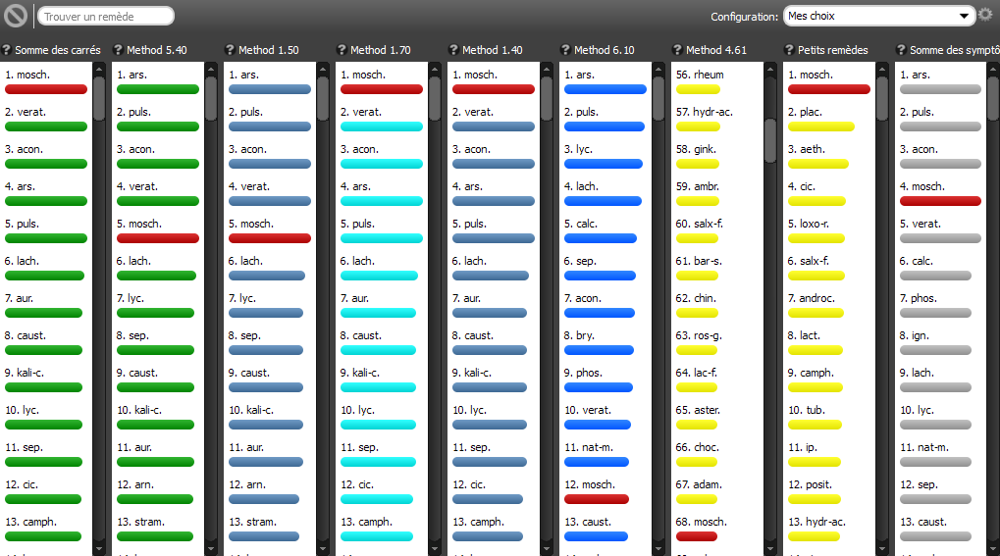 Trouver un remède
Configuration: Mes choix
? Somme des carrés ? Method 5.40 ? Method 1.50 ? Method 1.70 ? Method 1.40 ? Method 6.10 ? Method 4.61 ? Petits remèdes ? Somme des symptô
1. mosch. 1. ars. 1. ars. 1. mosch. 1. mosch. 1. ars. 56. rheum 1. mosch. 1. ars.
2. verat. 2. puls. 2. puls. 2. verat. 2. verat. 2. puls. 57. hydr-ac. 2. plac. 2. puls.
3. acon. 3. acon. 3. acon. 3. acon. 3. acon. 3. lyc. 58. gink. 3. aeth. 3. acon.
4. ars. 4. verat. 4. verat. 4. ars. 4. ars. 4. lach. 59. ambr. 4. cic. 4. mosch.
5. puls. 5. mosch. 5. mosch. 5. puls. 5. puls. 5. calc. 60. salx-f. 5. loxo-r. 5. verat.
6. lach. 6. lach. 6. lach. 6. lach. 6. lach. 6. sep. 61. bar-s. 6. salx-f. 6. calc.
7. aur. 7. lyc. 7. lyc. 7. aur. 7. aur. 7. acon. 62. chin. 7. androc. 7. phos.
8. caust. 8. sep. 8. sep. 8. caust. 8. caust. 8. bry. 63. ros-g. 8. lact. 8. ign.
9. kali-c. 9. caust. 9. caust. 9. kali-c. 9. kali-c. 9. phos. 64. lac-f. 9. camph. 9. lach.
10. lyc. 10. kali-c. 10. kali-c. 10. lyc. 10. lyc. 10. verat. 65. aster. 10. tub. 10. lyc.
11. sep. 11. aur. 11. aur. 11. sep. 11. sep. 11. nat-m. 66. choc. 11. ip. 11. nat-m.
12. cic. 12. arn. 12. arn. 12. cic. 12. cic. 12. mosch. 67. adam. 12. posit. 12. sep.
13. camph. 13. stram. 13. stram. 13. camph. 13. camph. 13. caust. 68. mosch. 13. hydr-ac. 13. caust.